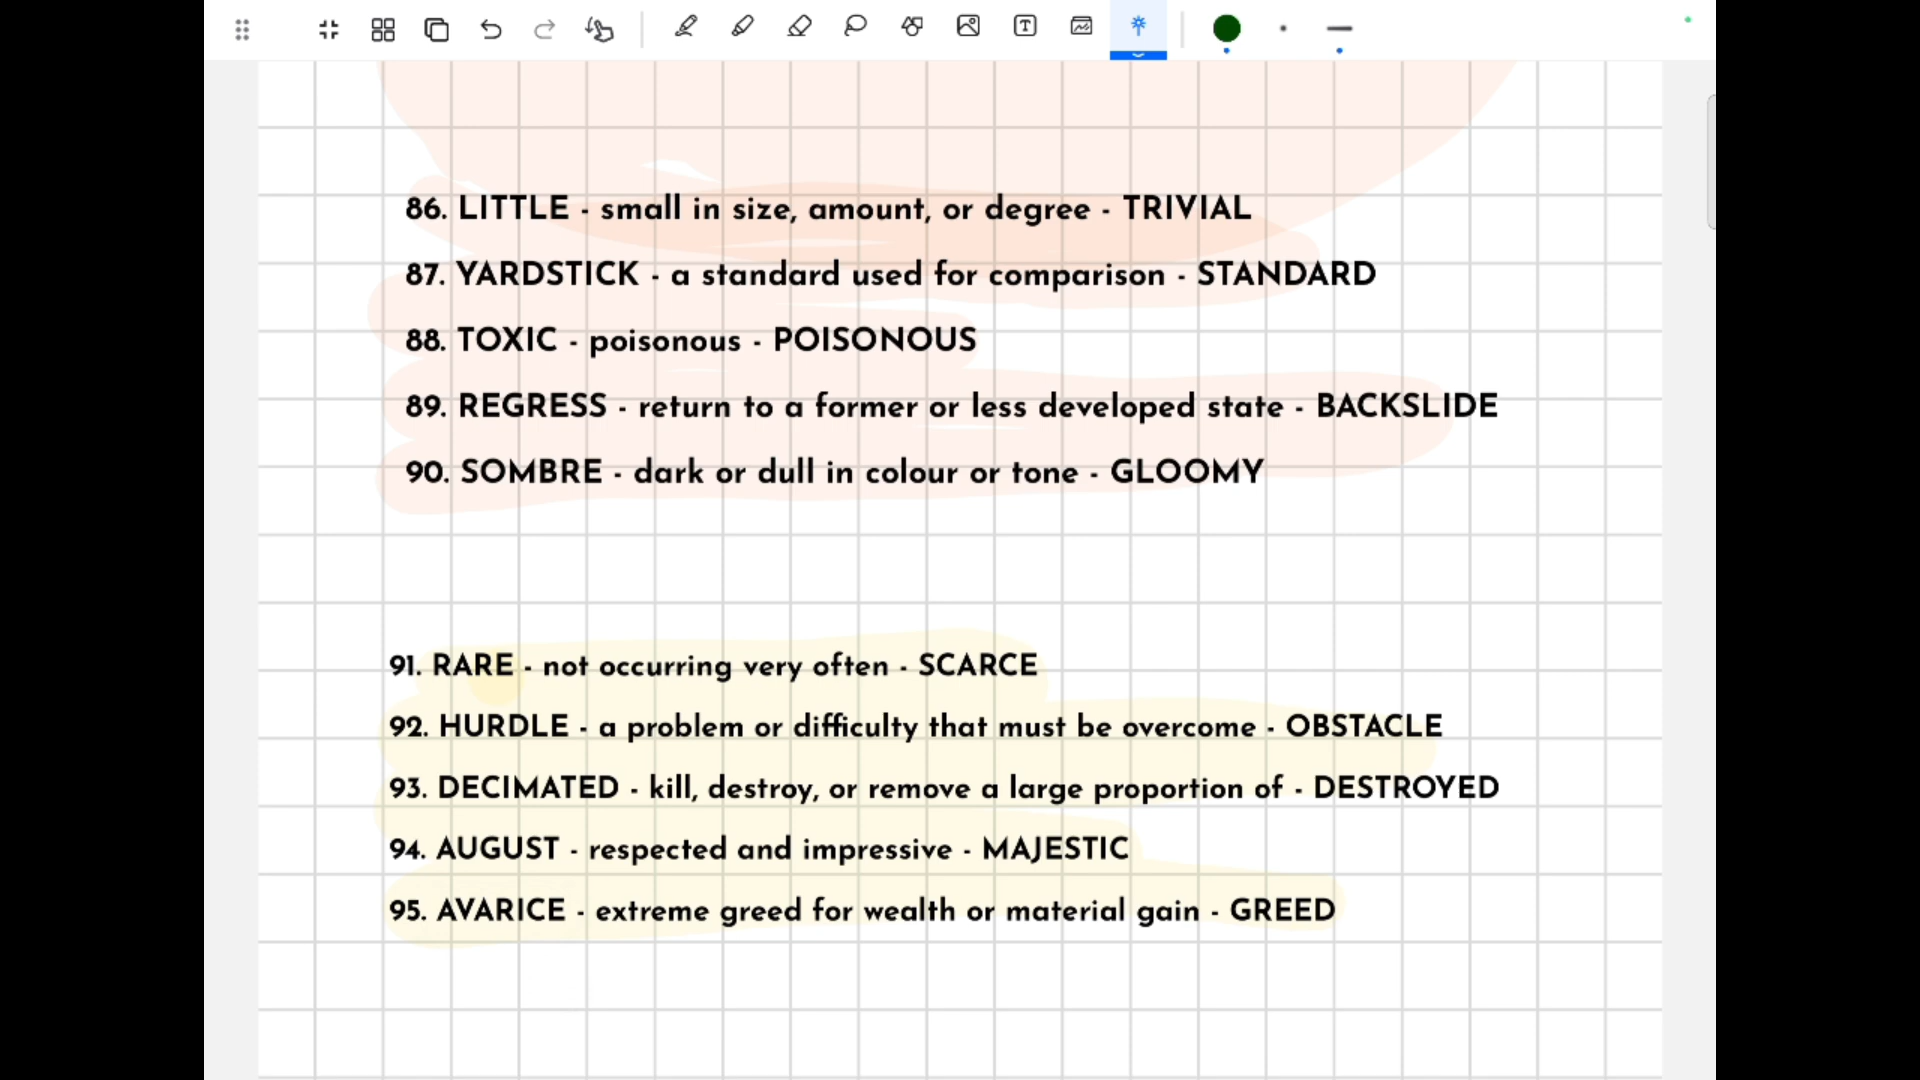 86. LITTLE - small in size, amount, or degree - TRIVIAL
87. YARDSTICK - a standard used for comparison - STANDARD
88. TOXIC - poisonous - POISONOUS
89. REGRESS - return to a former or less developed state - BACKSLIDE
90. SOMBRE - dark or dull in colour or tone - GLOOMY
91. RARE - not occurring very often - SCARCE
92. HURDLE - a problem or difficulty that must be overcome - OBSTACLE
93. DECIMATED - kill, destroy, or remove a large proportion of - DESTROYED
94. AUGUST - respected and impressive - MAJESTIC
95. AVARICE - extreme greed for wealth or material gain - GREED